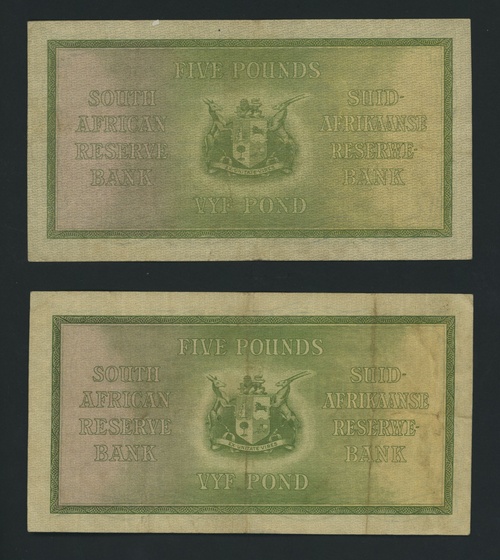 FIVE POUNDS
SOUTH
AFRICAN
RESERVE
BANK
SUID-
AFRIKAANSE
RESERWE-
BANK
VYF POND
FIVE POUNDS
SOUTH
AFRICAN
RESERVE
BANK
SUID-
AFRIKAANSE
RESERWE-
BANK
VYF POND